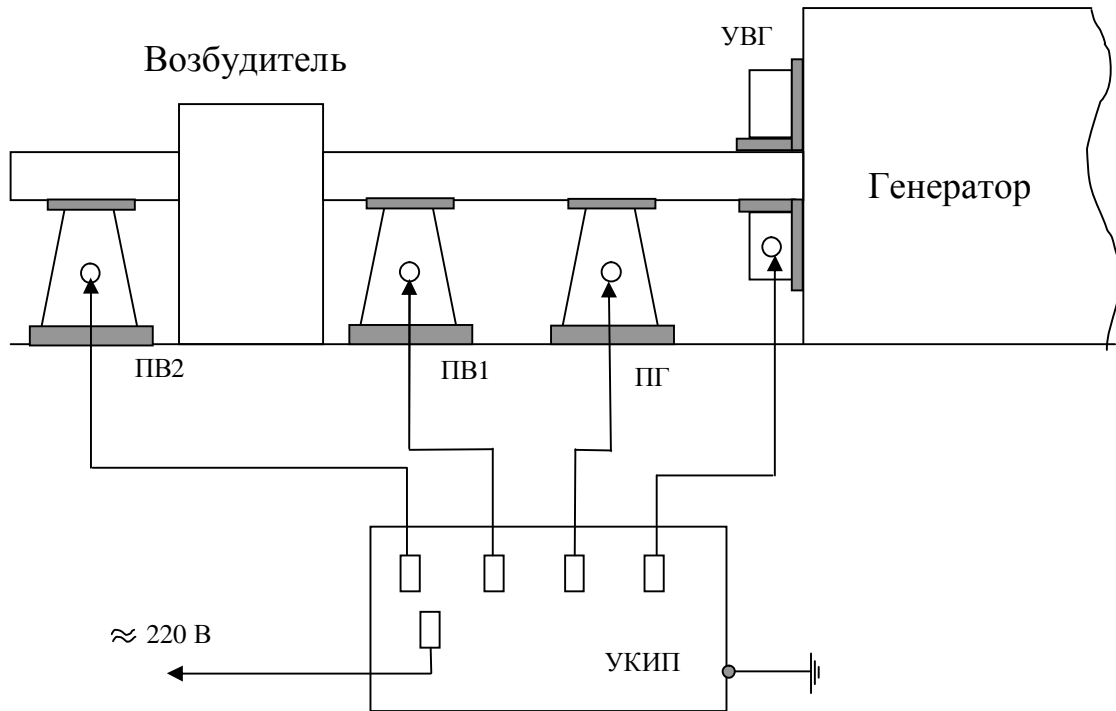 УВГ
Возбудитель
Генератор
ПВ2
ПВ1
ПГ
≈ 220 В
УКИП